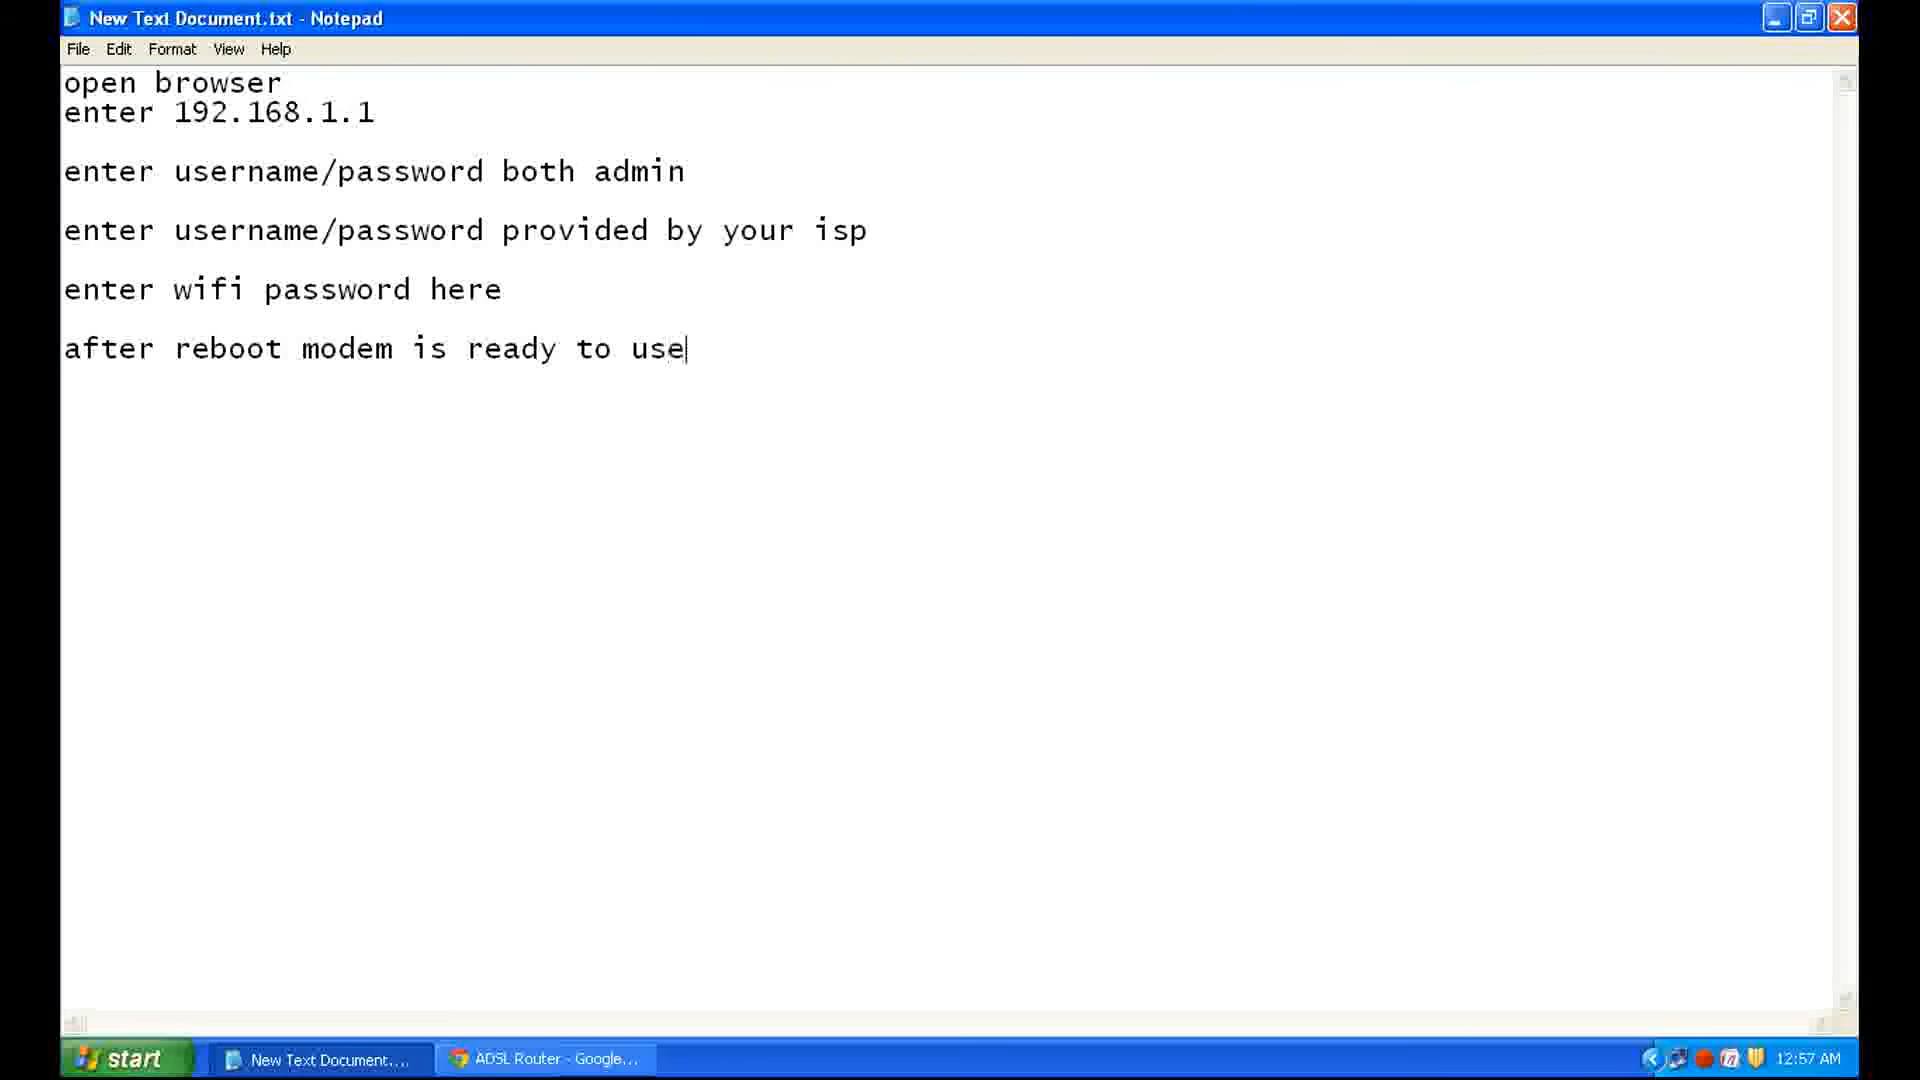 New Text Document.txt - Notepad
File Edit Format View Help
open browser
enter 192.168.1.1
enter username/password both admin
enter username/password provided by your isp
enter wifi password here
after reboot modem is ready to use
start New Text Document.... ADSL Router - Google... 12:57 AM